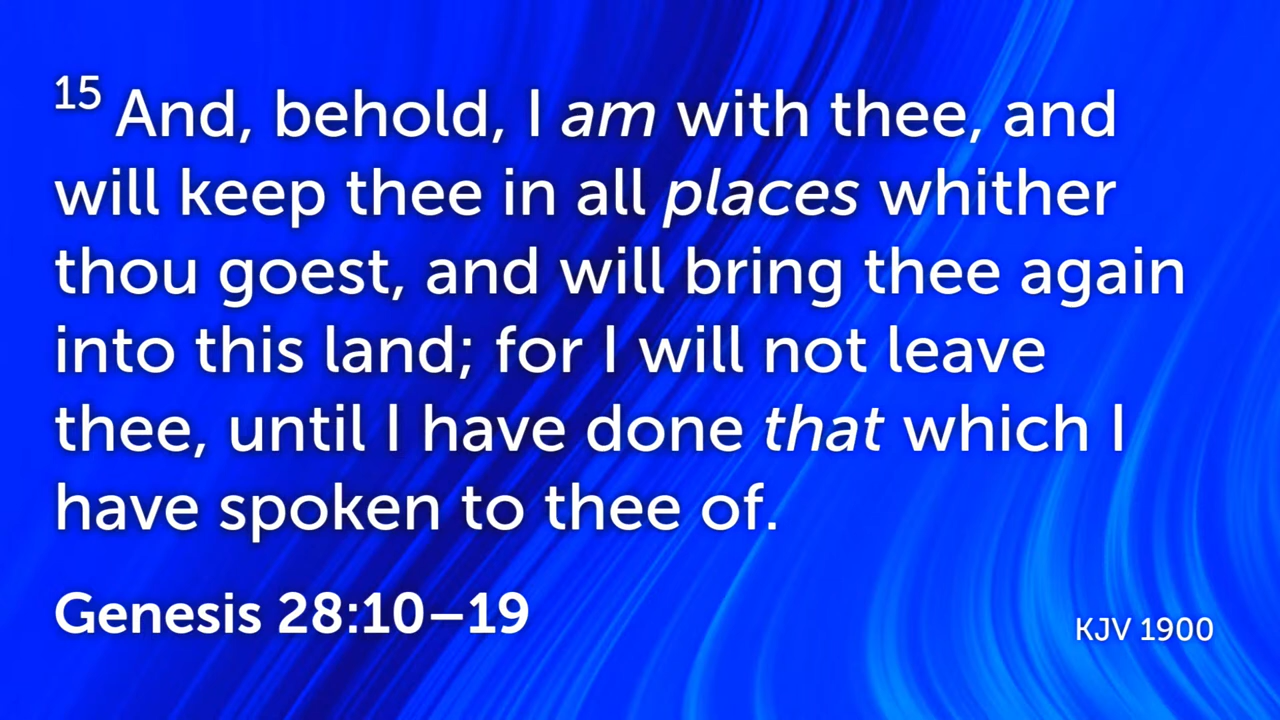 15 And, behold, I am with thee, and
will keep thee in all places whither
thou goest, and will bring thee again
into this land; for I will not leave
thee, until I have done that which I
have spoken to thee of.
Genesis 28:10–19
KJV 1900